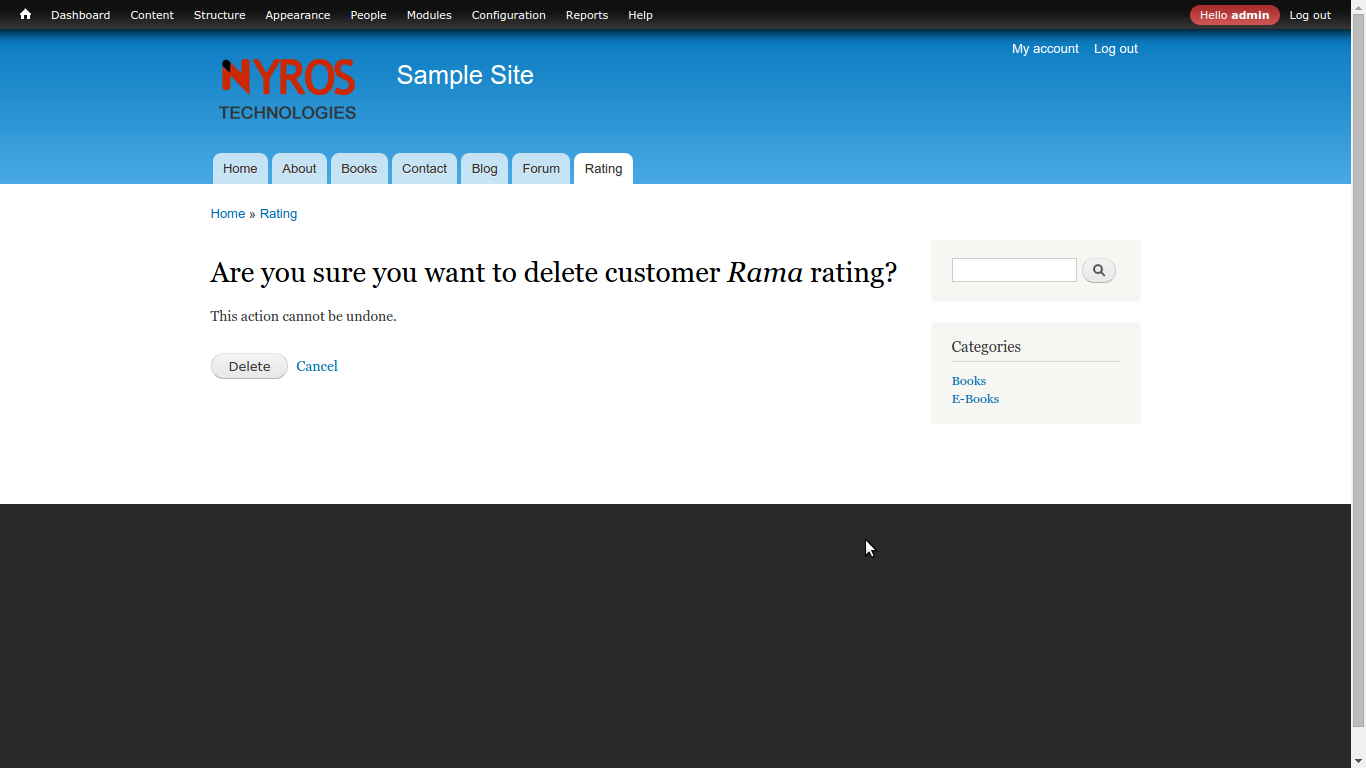 Dashboard Content Structure Appearance People Modules Configuration Reports Help Hello admin Log out
My account Log out
NYROS
TECHNOLOGIES
Sample Site
Home About Books Contact Blog Forum Rating
Home » Rating
Are you sure you want to delete customer Rama rating?
This action cannot be undone.
Delete Cancel
Categories
Books
E-Books